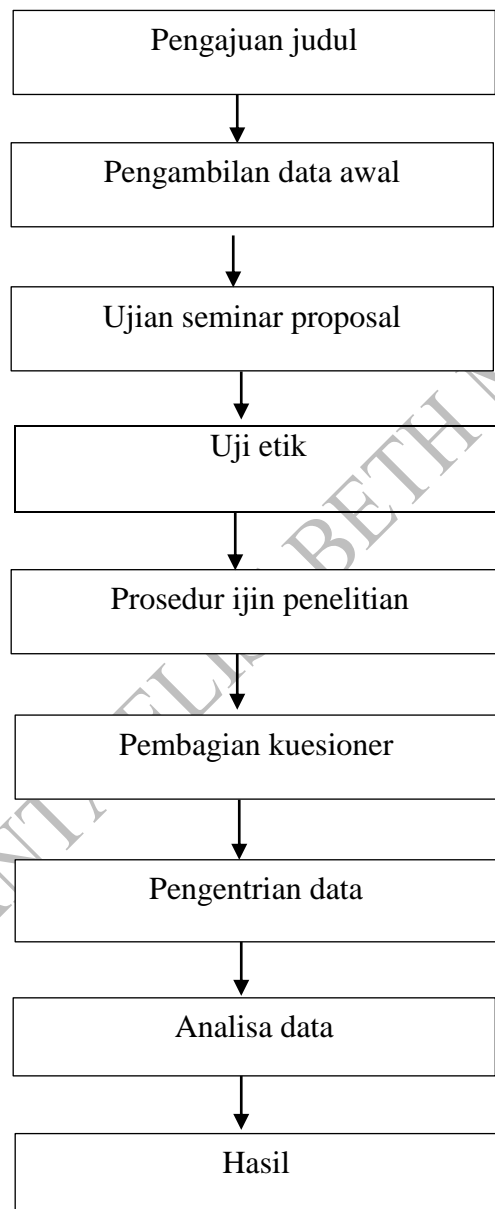 Pengajuan judul
Pengambilan data awal
Ujian seminar proposal
Uji etik
Prosedur ijin penelitian
Pembagian kuesioner
Pengentrian data
Analisa data
Hasil